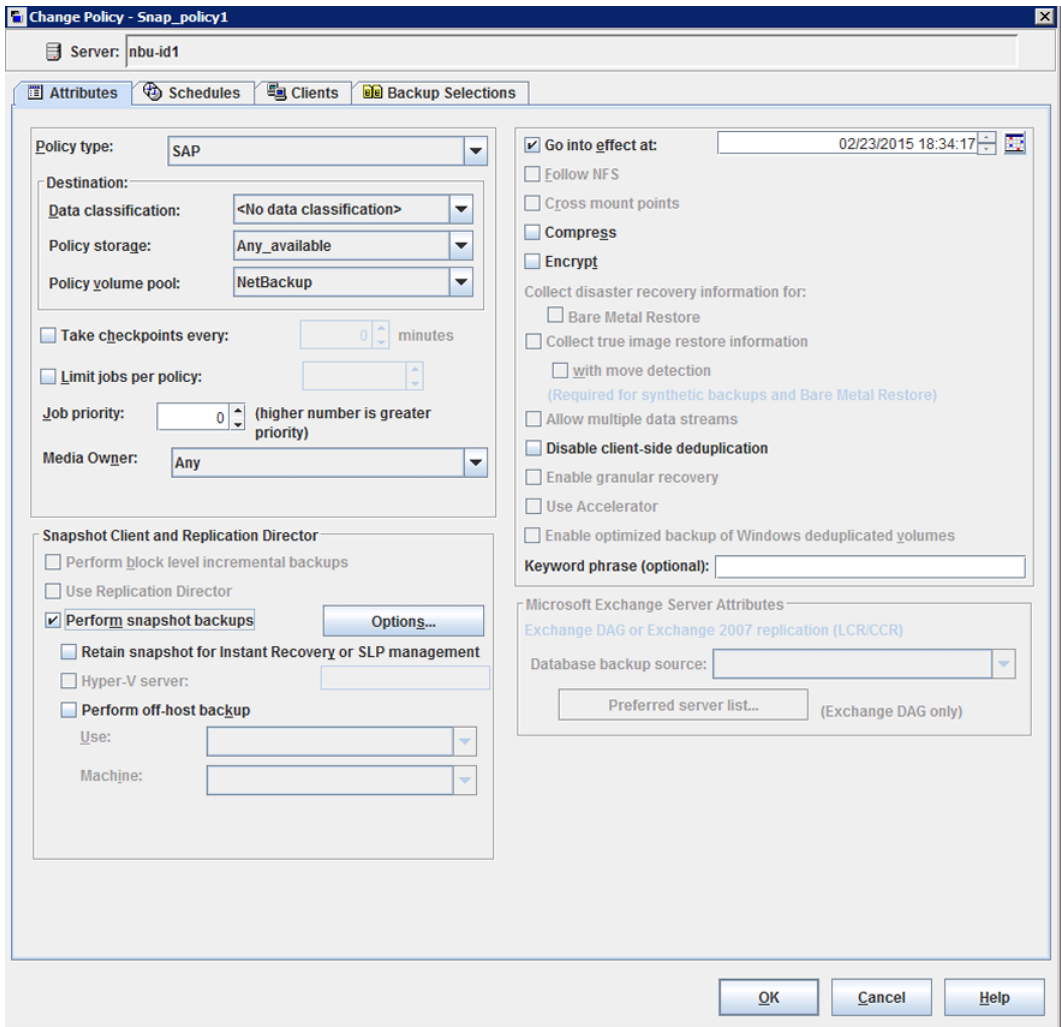 Change Policy - Snap_policy1
Server: nbu-id1
Attributes Schedules Clients Backup Selections
Policy type: SAP
Destination:
Data classification: <No data classification>
Policy storage: Any_available
Policy volume pool: NetBackup
Take checkpoints every: 0 minutes
Limit jobs per policy:
Job priority: 0 (higher number is greater
priority)
Media Owner: Any
Snapshot Client and Replication Director
Perform block level incremental backups
Use Replication Director
Perform snapshot backups Options...
Retain snapshot for Instant Recovery or SLP management
Hyper-V server:
Perform off-host backup
Use:
Machine:
Go into effect at: 02/23/2015 18:34:17
Follow NFS
Cross mount points
Compress
Encrypt
Collect disaster recovery information for:
Bare Metal Restore
Collect true image restore information
with move detection
(Required for synthetic backups and Bare Metal Restore)
Allow multiple data streams
Disable client-side deduplication
Enable granular recovery
Use Accelerator
Enable optimized backup of Windows deduplicated volumes
Keyword phrase (optional):
Microsoft Exchange Server Attributes
Exchange DAG or Exchange 2007 replication (LCR/CCR)
Database backup source:
Preferred server list... (Exchange DAG only)
OK Cancel Help